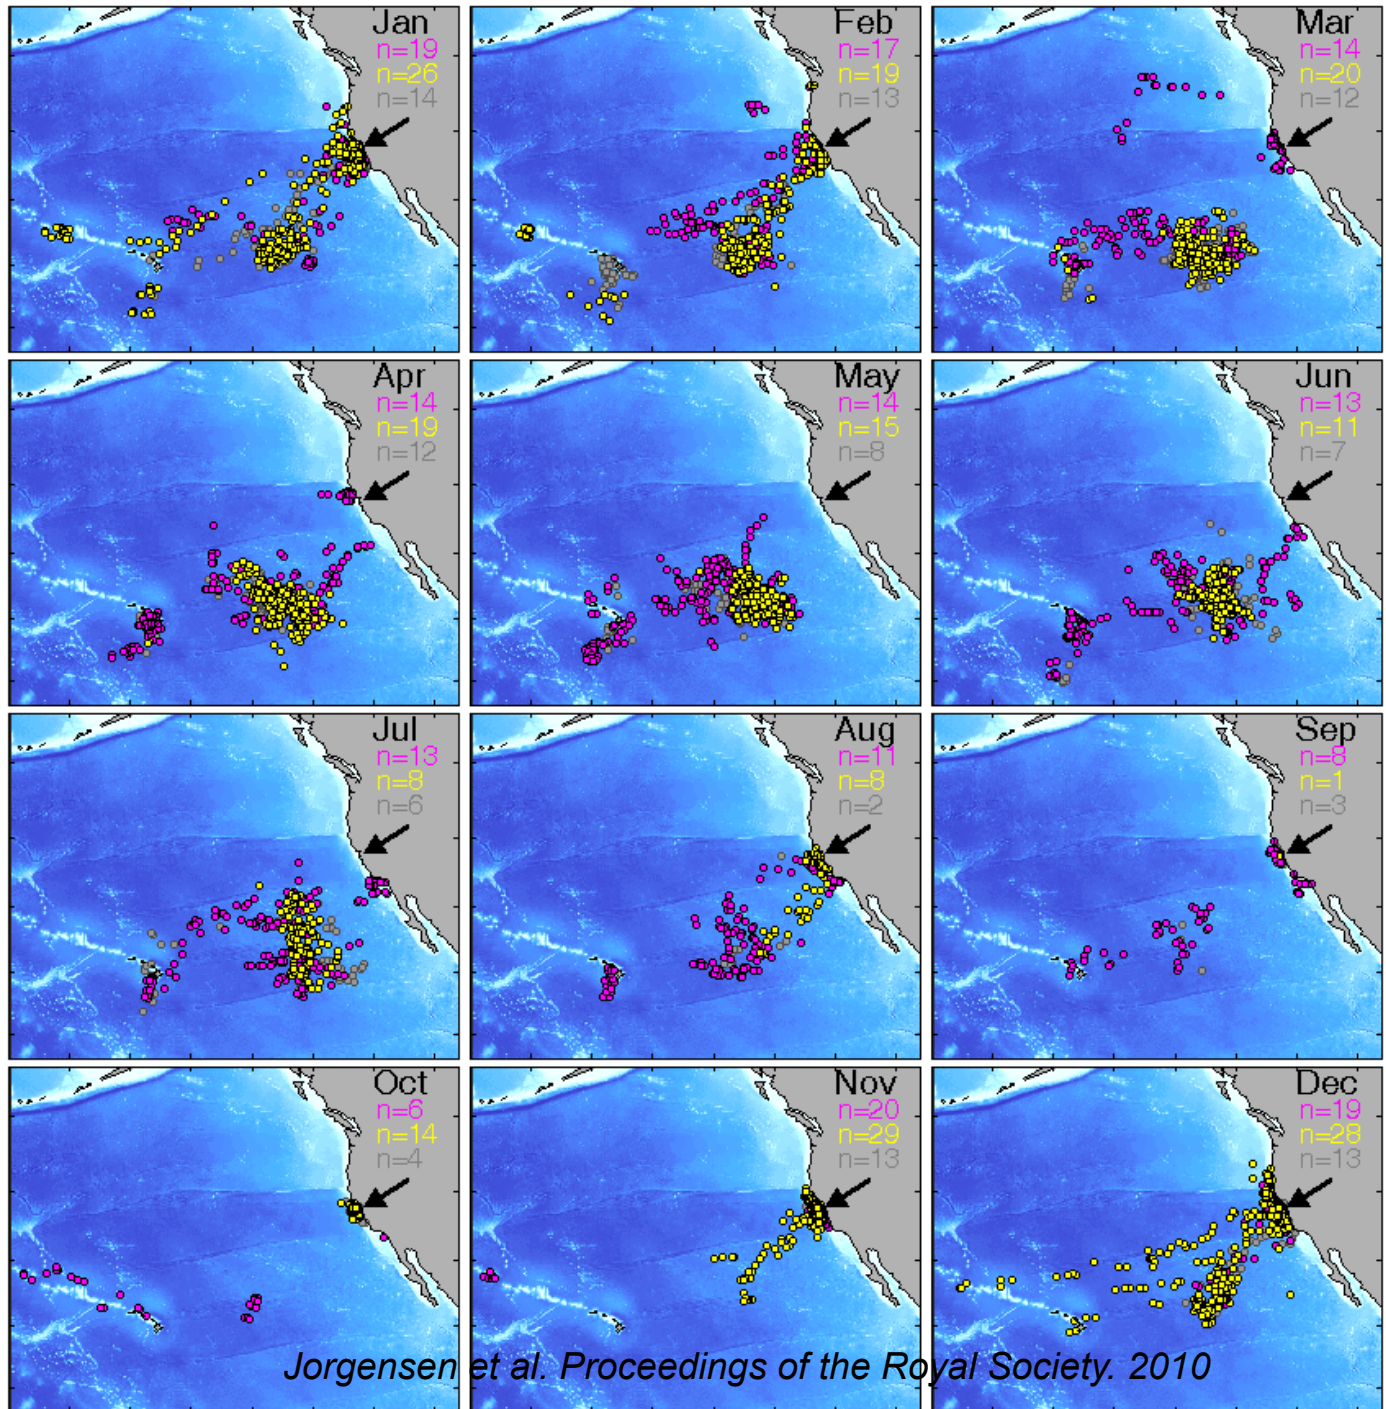 Jan
n=19
n=26
n=14
Feb
n=17
n=19
n=13
Mar
n=14
n=20
n=12
Apr
n=14
n=19
n=12
May
n=14
n=15
n=8
Jun
n=13
n=11
n=7
Jul
n=13
n=8
n=6
Aug
n=11
n=8
n=2
Sep
n=8
n=1
n=3
Oct
n=6
n=14
n=4
Nov
n=20
n=29
n=13
Dec
n=19
n=28
n=13
Jorgensen et al. Proceedings of the Royal Society. 2010